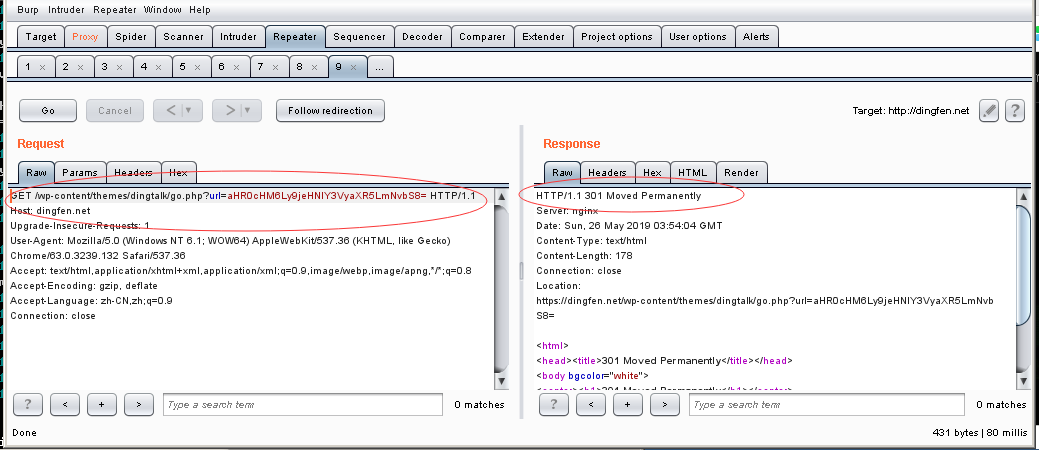 Burp Intruder Repeater Window Help
Target Proxy Spider Scanner Intruder Repeater Sequencer Decoder Comparer Extender Project options User options Alerts
1 × 2 × 3 × 4 × 5 × 6 × 7 × 8 × 9 × ...
Go Cancel < > Follow redirection Target: http://dingfen.net ?
Request
Raw Params Headers Hex
GET /wp-content/themes/dingtalk/go.php?url=aHR0cHM6Ly9jeHNlY3VyaXR5LmNvbS8= HTTP/1.1
Host: dingfen.net
Upgrade-Insecure-Requests: 1
User-Agent: Mozilla/5.0 (Windows NT 6.1; WOW64) AppleWebKit/537.36 (KHTML, like Gecko)
Chrome/63.0.3239.132 Safari/537.36
Accept: text/html,application/xhtml+xml,application/xml;q=0.9,image/webp,image/apng,*/*;q=0.8
Accept-Encoding: gzip, deflate
Accept-Language: zh-CN,zh;q=0.9
Connection: close
? < + > Type a search term 0 matches
Response
Raw Headers Hex HTML Render
HTTP/1.1 301 Moved Permanently
Server: nginx
Date: Sun, 26 May 2019 03:54:04 GMT
Content-Type: text/html
Content-Length: 178
Connection: close
Location:
https://dingfen.net/wp-content/themes/dingtalk/go.php?url=aHR0cHM6Ly9jeHNlY3VyaXR5LmNvb
S8=
<html>
<head><title>301 Moved Permanently</title></head>
<body bgcolor="white">
<center><h1>301 Moved Permanently</h1></center>
? < + > Type a search term 0 matches
Done 431 bytes | 80 millis